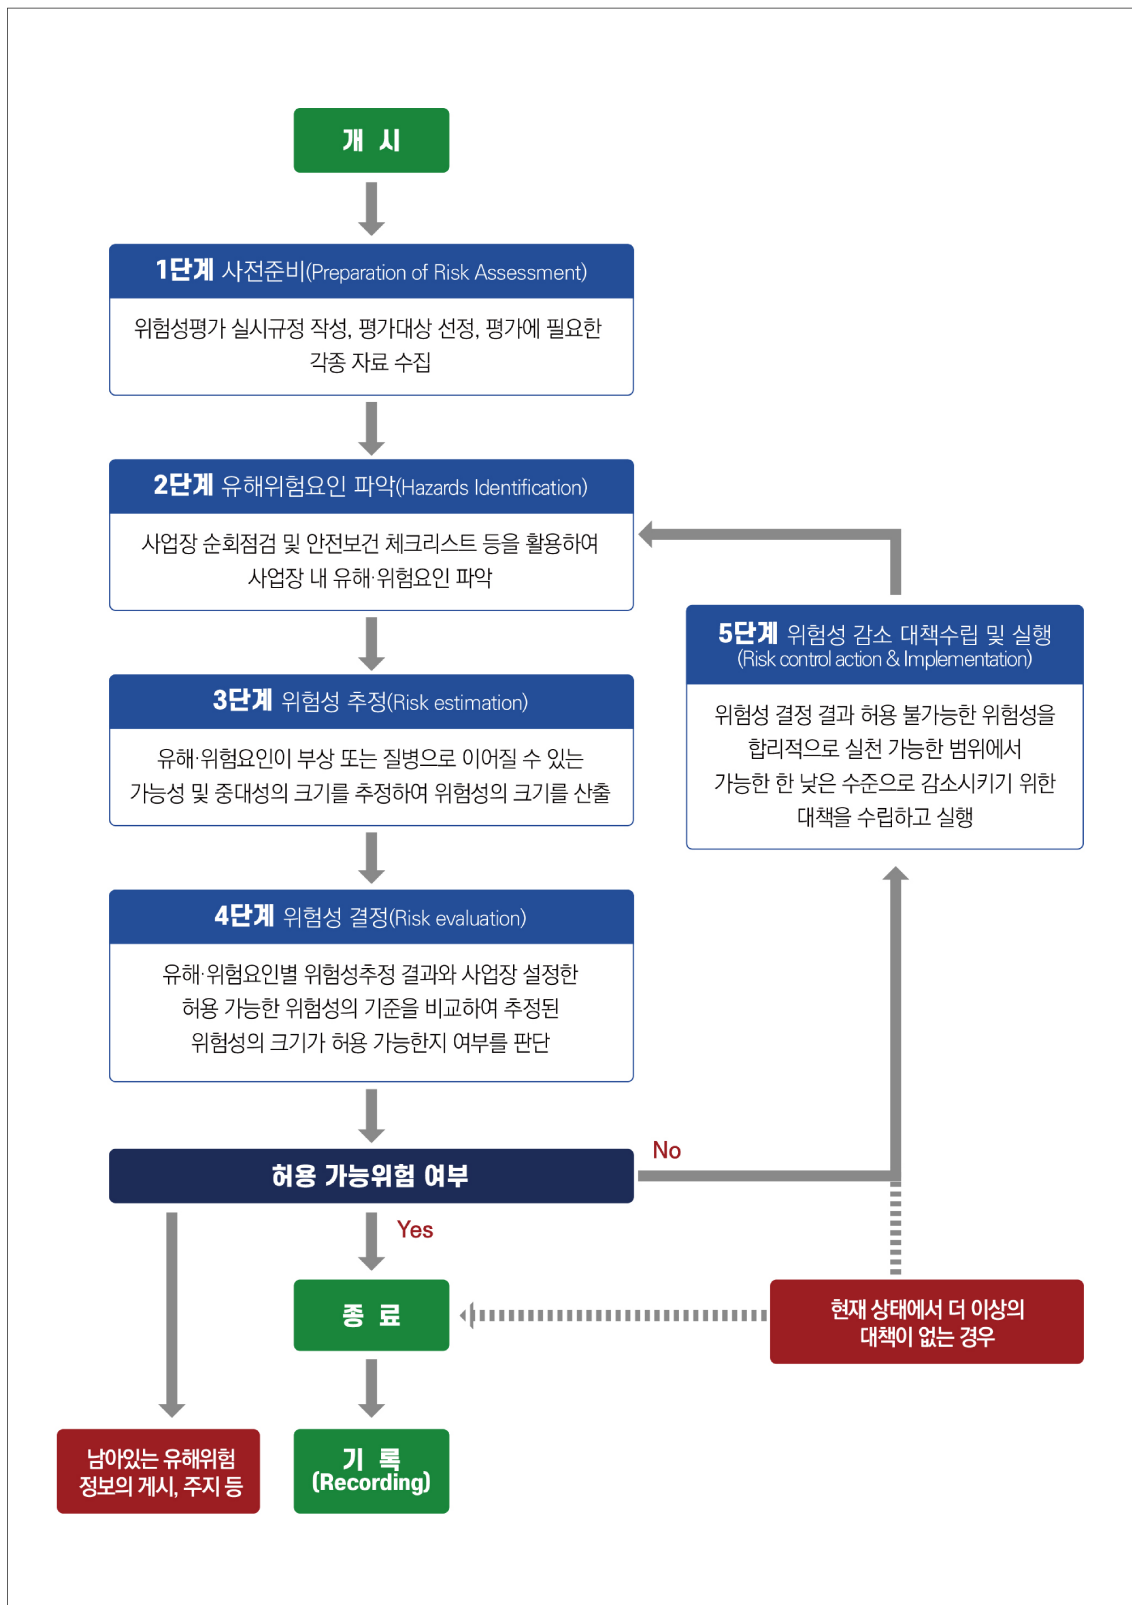 개 시
1단계 사전준비(Preparation of Risk Assessment)
위험성평가 실시규정 작성, 평가대상 선정, 평가에 필요한
각종 자료 수집
2단계 유해위험요인 파악(Hazards Identification)
사업장 순회점검 및 안전보건 체크리스트 등을 활용하여
사업장 내 유해·위험요인 파악
3단계 위험성 추정(Risk estimation)
유해·위험요인이 부상 또는 질병으로 이어질 수 있는
가능성 및 중대성의 크기를 추정하여 위험성의 크기를 산출
4단계 위험성 결정(Risk evaluation)
유해·위험요인별 위험성추정 결과와 사업장 설정한
허용 가능한 위험성의 기준을 비교하여 추정된
위험성의 크기가 허용 가능한지 여부를 판단
5단계 위험성 감소 대책수립 및 실행
(Risk control action & Implementation)
위험성 결정 결과 허용 불가능한 위험성을
합리적으로 실천 가능한 범위에서
가능한 한 낮은 수준으로 감소시키기 위한
대책을 수립하고 실행
허용 가능위험 여부
No
Yes
종 료
현재 상태에서 더 이상의
대책이 없는 경우
남아있는 유해위험
정보의 게시, 주지 등
기 록
(Recording)